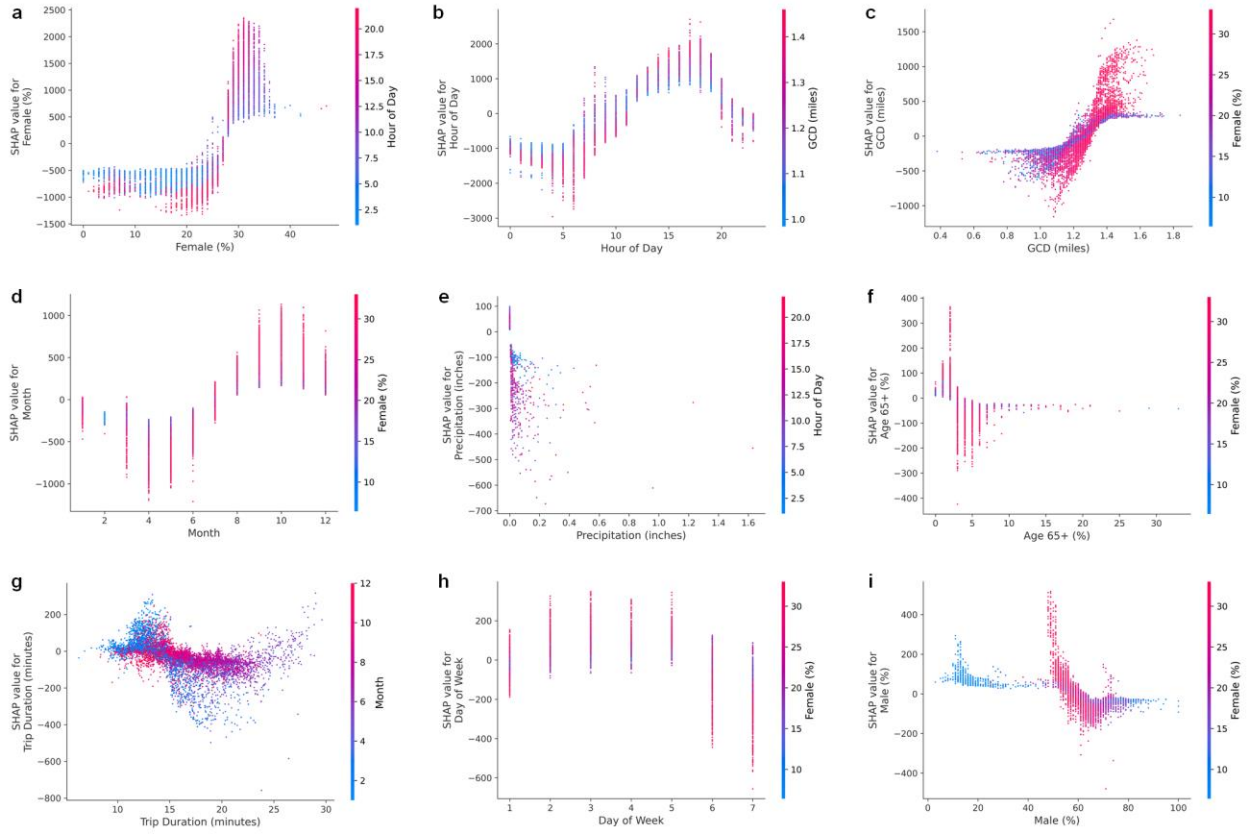 a
2500
2000
1500
1000
500
0
−500
−1000
−1500
0 10 20 30 40
SHAP value for
Female (%)
Female (%)
20.0
17.5
15.0
12.5
10.0
7.5
5.0
2.5
Hour of Day
b
2000
1000
0
−1000
−2000
−3000
0 5 10 15 20
SHAP value for
Hour of Day
Hour of Day
1.4
1.3
1.2
1.1
1.0
GCD (miles)
c
1500
1000
500
0
−500
−1000
0.4 0.6 0.8 1.0 1.2 1.4 1.6 1.8
SHAP value for
GCD (miles)
GCD (miles)
30
25
20
15
10
Female (%)
d
1000
500
0
−500
−1000
2 4 6 8 10 12
SHAP value for
Month
Month
30
25
20
15
10
Female (%)
e
100
0
−100
−200
−300
−400
−500
−600
−700
0.0 0.2 0.4 0.6 0.8 1.0 1.2 1.4 1.6
SHAP value for
Precipitation (inches)
Precipitation (inches)
20.0
17.5
15.0
12.5
10.0
7.5
5.0
2.5
Hour of Day
f
400
300
200
100
0
−100
−200
−300
−400
0 5 10 15 20 25 30
SHAP value for
Age 65+ (%)
Age 65+ (%)
30
25
20
15
10
Female (%)
g
200
0
−200
−400
−600
−800
10 15 20 25 30
SHAP value for
Trip Duration (minutes)
Trip Duration (minutes)
12
10
8
6
4
2
Month
h
200
0
−200
−400
−600
1 2 3 4 5 6 7
SHAP value for
Day of Week
Day of Week
30
25
20
15
10
Female (%)
i
400
200
0
−200
−400
0 20 40 60 80 100
SHAP value for
Male (%)
Male (%)
30
25
20
15
10
Female (%)